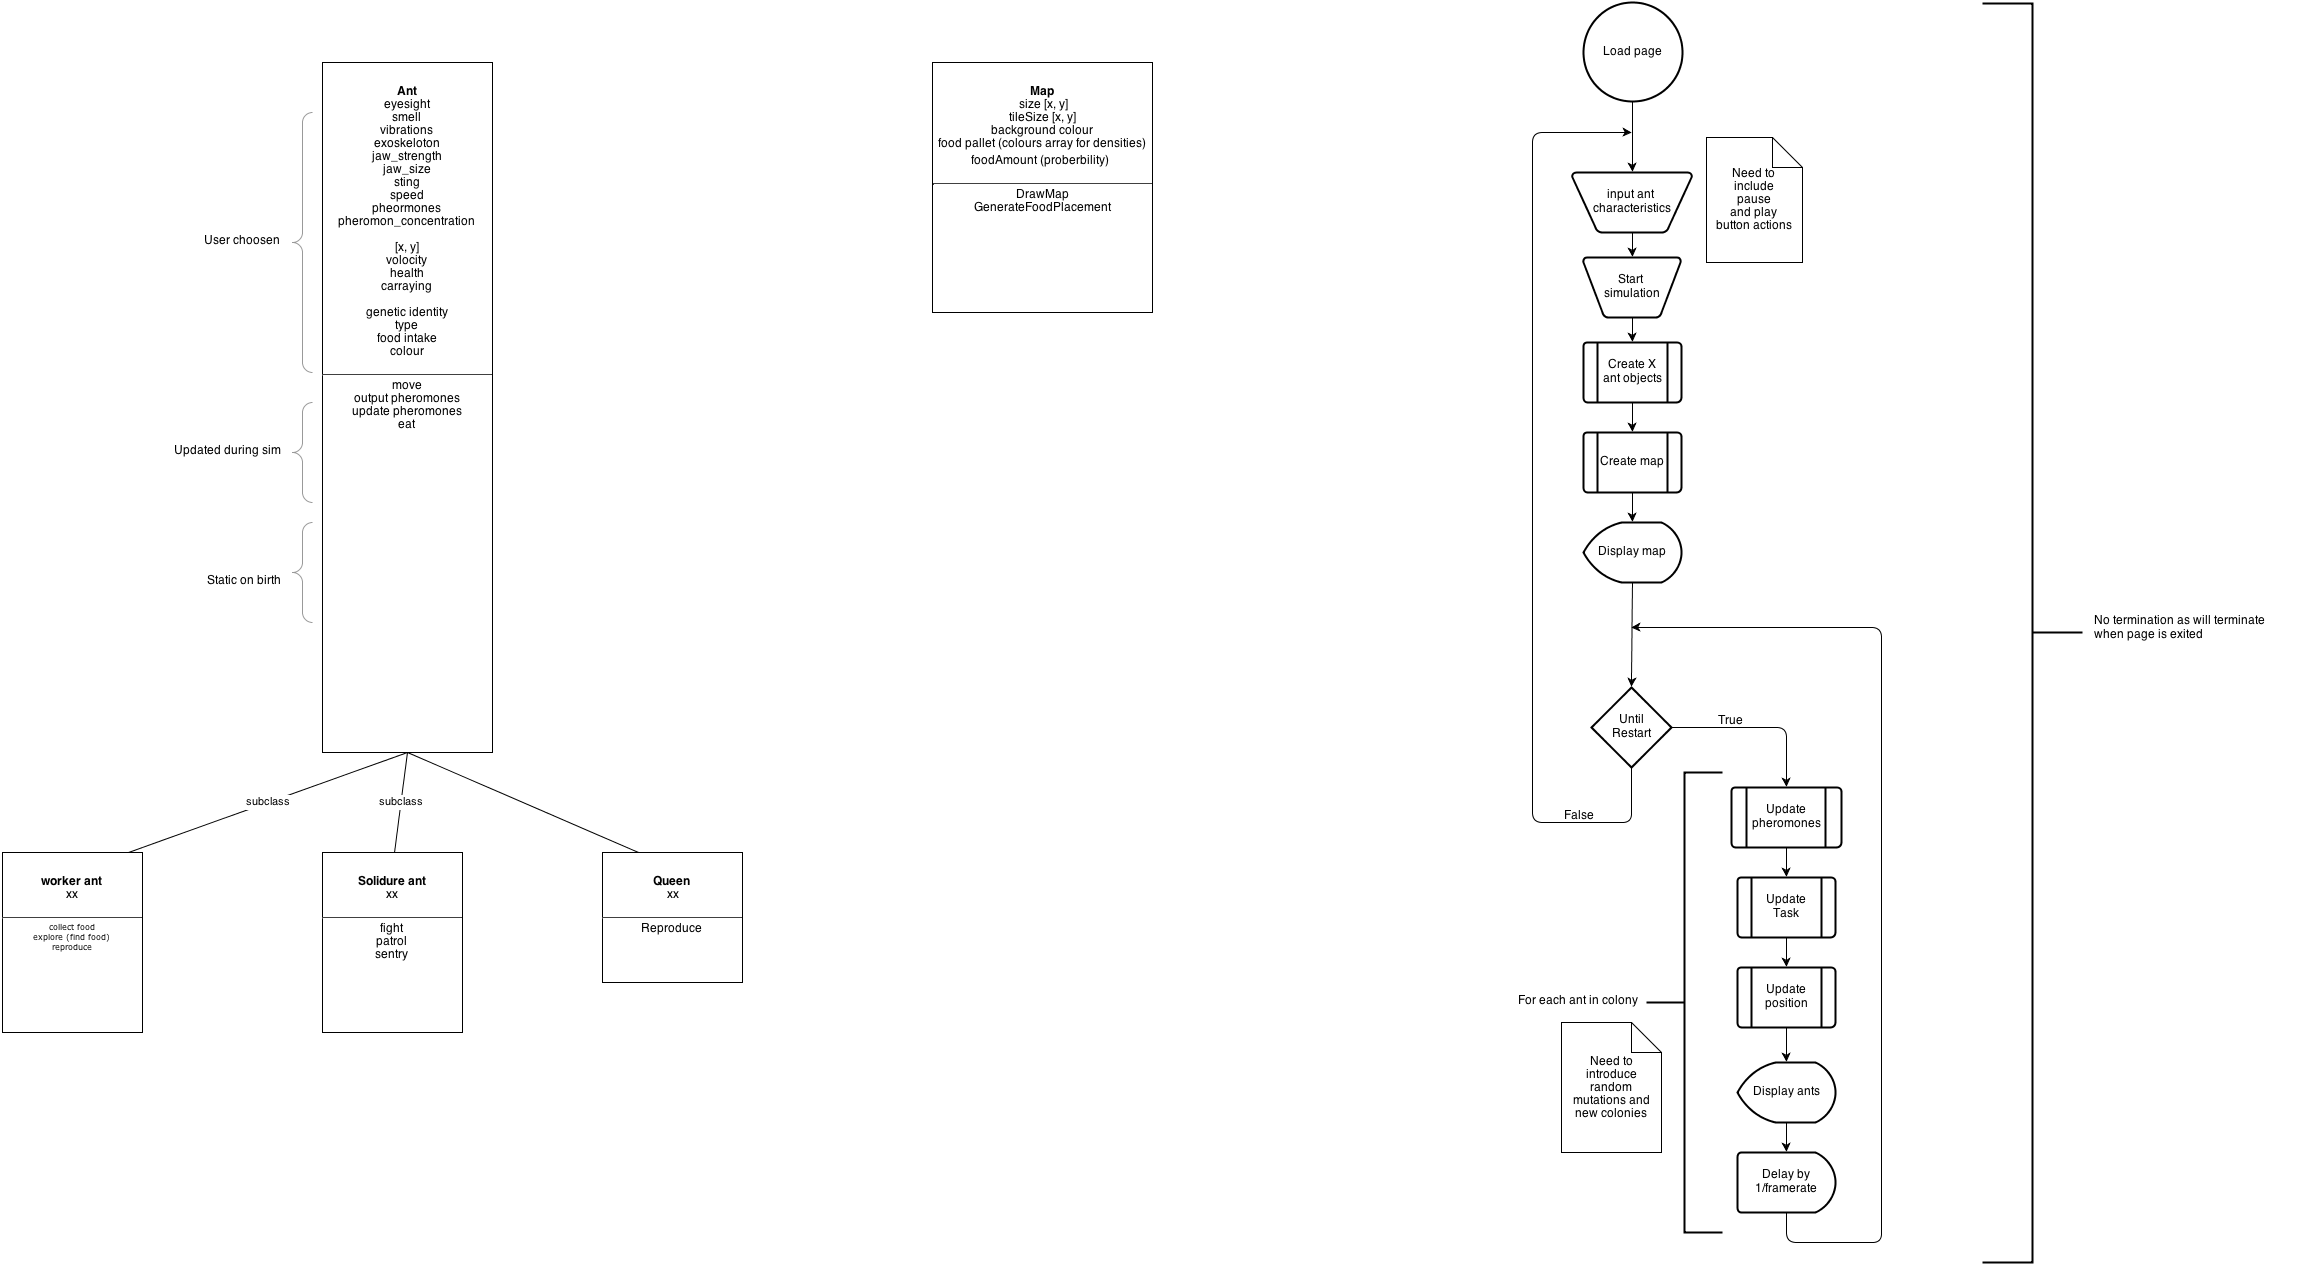 Ant
eyesight
smell
vibrations
exoskeloton
jaw_strength
jaw_size
sting
speed
pheormones
pheromon_concentration
[x, y]
volocity
health
carraying
genetic identity
type
food intake
colour
move
output pheromones
update pheromones
eat
User choosen
Updated during sim
Static on birth
subclass
subclass
worker ant
xx
collect food
explore (find food)
reproduce
Solidure ant
xx
fight
patrol
sentry
Queen
xx
Reproduce
Map
size [x, y]
tileSize [x, y]
background colour
food pallet (colours array for densities)
foodAmount (proberbility)
DrawMap
GenerateFoodPlacement
Load page
input ant
characteristics
Need to
include
pause
and play
button actions
Start
simulation
Create X
ant objects
Create map
Display map
Until
Restart
True
False
Update
pheromones
Update
Task
Update
position
Display ants
Delay by
1/framerate
For each ant in colony
Need to
introduce
random
mutations and
new colonies
No termination as will terminate
when page is exited